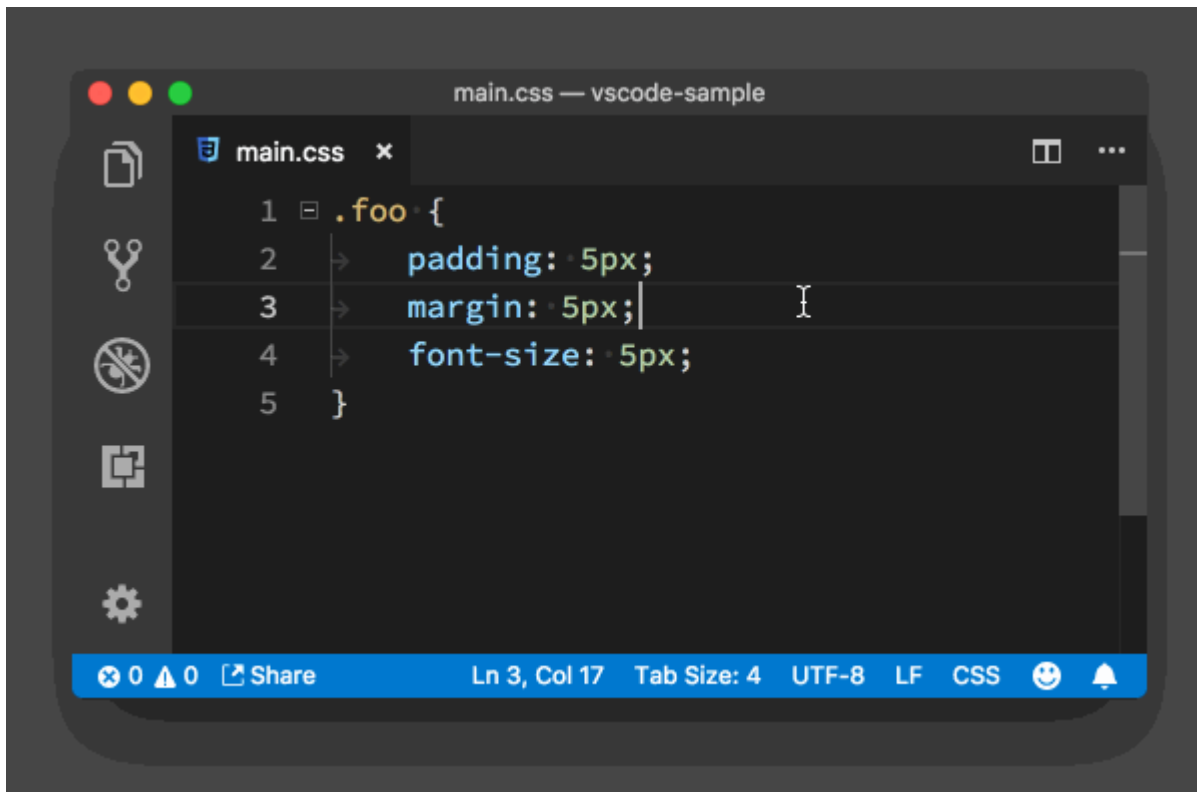 main.css — vscode-sample
main.css
1 .foo {
2 padding: 5px;
3 margin: 5px;
4 font-size: 5px;
5 }
0 0 Share Ln 3, Col 17 Tab Size: 4 UTF-8 LF CSS